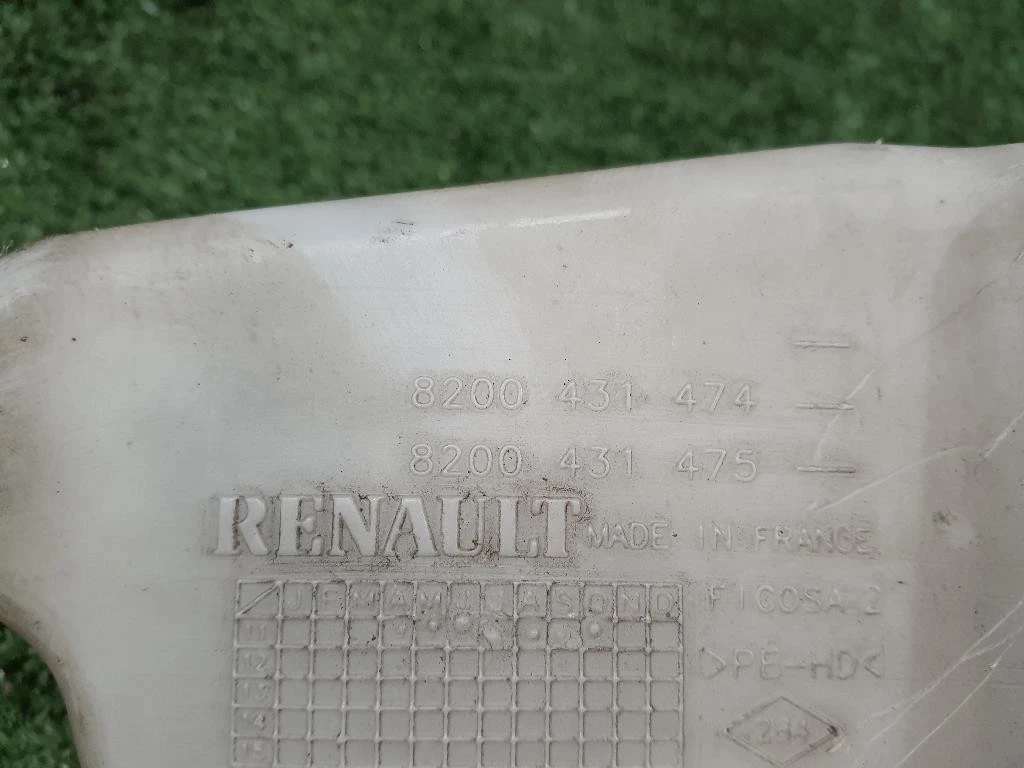 8200 431 474
8200 431 475
RENAULT MADE IN FRANCE
J F M A M J J A S O N D FICOSA-2
11
12 >PE-HD<
13
14
15